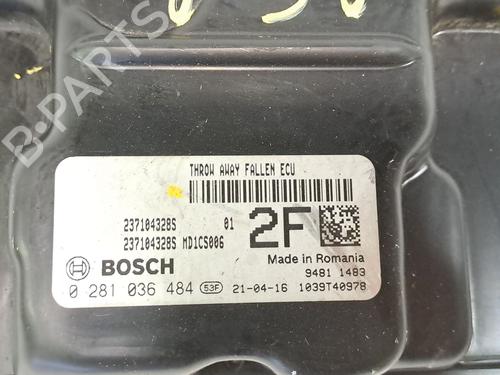 B-PARTS
THROW AWAY FALLEN ECU
237104328S 01
237104328S MD1CS006 2F
BOSCH Made in Romania
9481 1483
0 281 036 484 53F 21-04-16 1039T40978